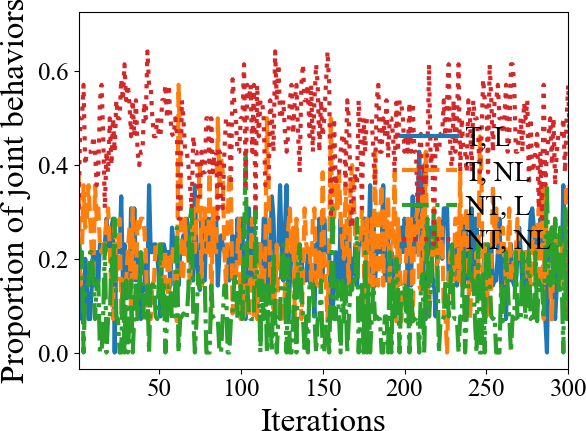 Proportion of joint behaviors
0.6
0.4
0.2
0.0
T, L
T, NL
NT, L
NT, NL
50
100
150
200
250
300
Iterations